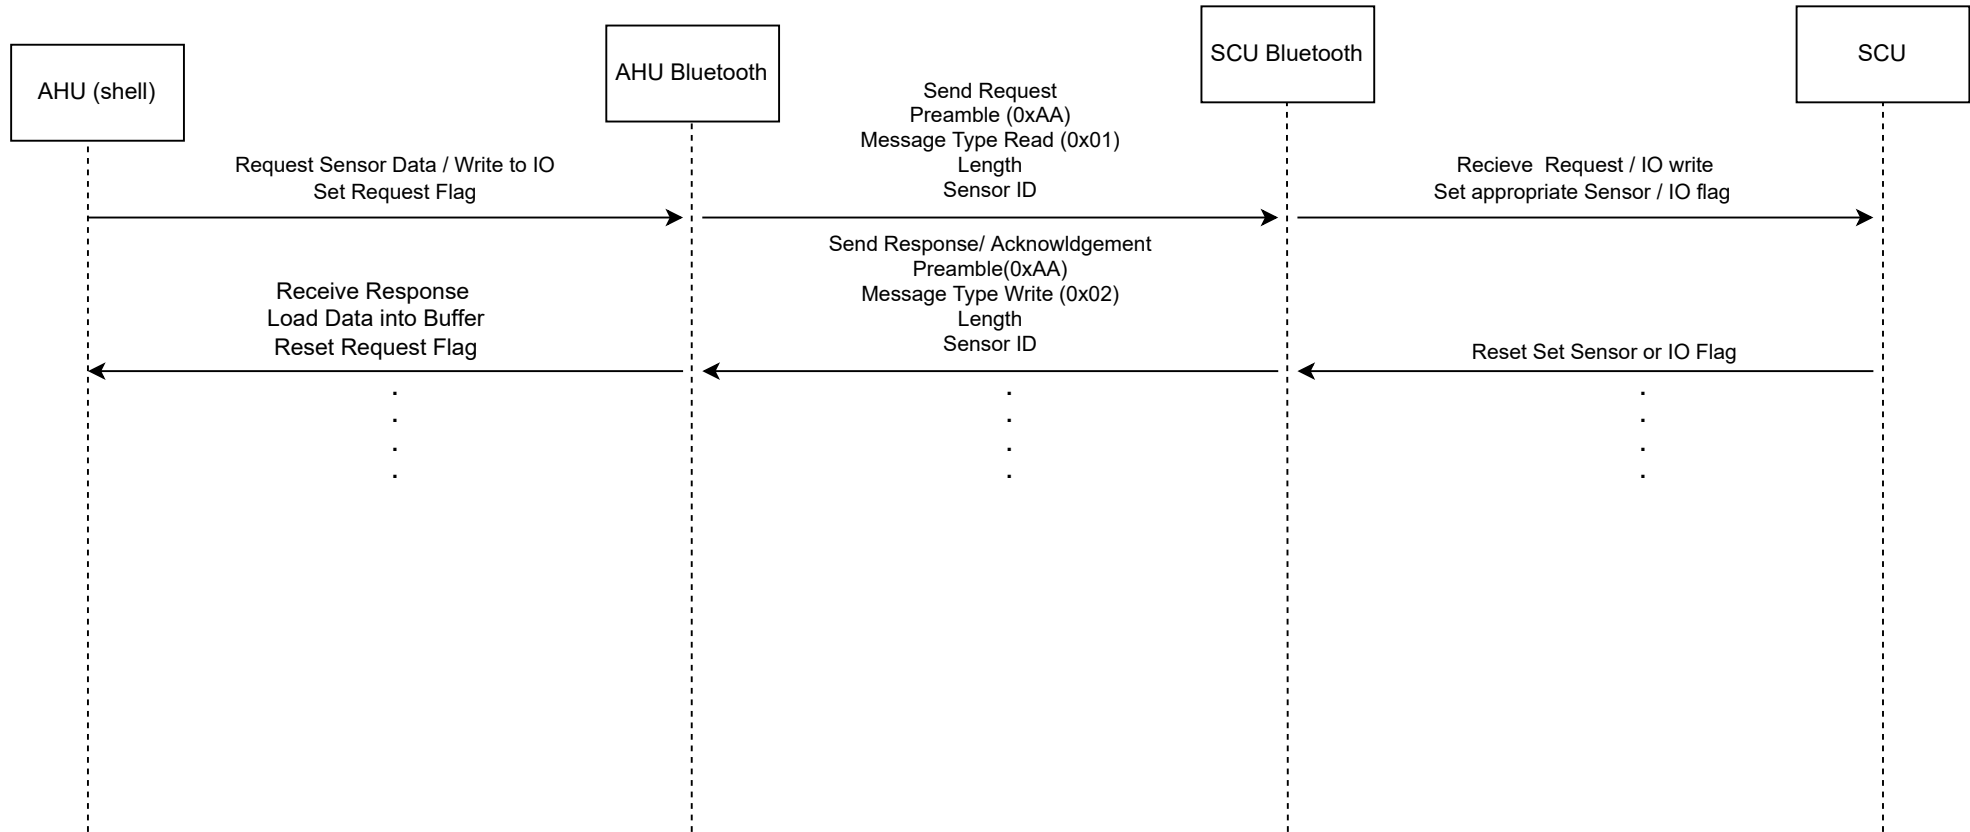 AHU (shell)
AHU Bluetooth
SCU Bluetooth
SCU
Request Sensor Data / Write to IO
Set Request Flag
Send Request
Preamble (0xAA)
Message Type Read (0x01)
Length
Sensor ID
Recieve  Request / IO write
Set appropriate Sensor / IO flag
Receive Response
Load Data into Buffer
Reset Request Flag
Send Response/ Acknowldgement
Preamble(0xAA)
Message Type Write (0x02)
Length
Sensor ID
Reset Set Sensor or IO Flag
. . .
. . .
. . .
. . .